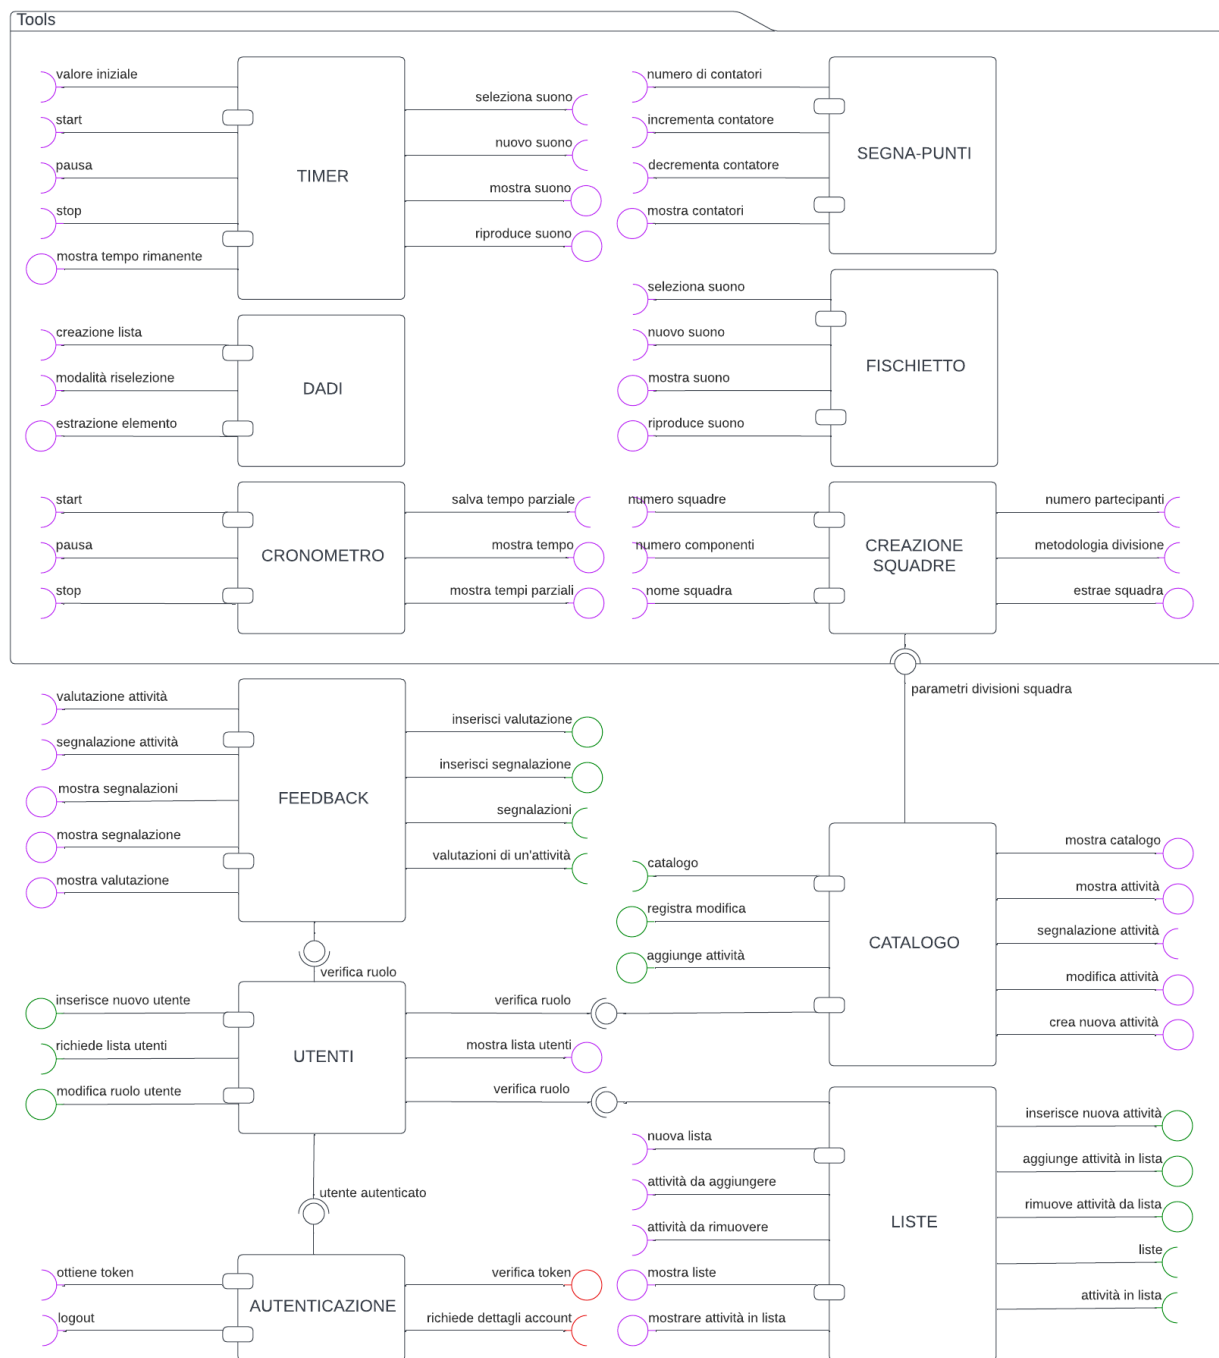 Tools
valore iniziale
start
pausa
stop
mostra tempo rimanente
TIMER
seleziona suono
nuovo suono
mostra suono
riproduce suono
numero di contatori
incrementa contatore
decrementa contatore
mostra contatori
SEGNA-PUNTI
creazione lista
modalità riselezione
estrazione elemento
DADI
seleziona suono
nuovo suono
mostra suono
riproduce suono
FISCHIETTO
start
pausa
stop
CRONOMETRO
salva tempo parziale
mostra tempo
mostra tempi parziali
numero squadre
numero componenti
nome squadra
CREAZIONE
SQUADRE
numero partecipanti
metodologia divisione
estrae squadra
parametri divisioni squadra
valutazione attività
segnalazione attività
mostra segnalazioni
mostra segnalazione
mostra valutazione
FEEDBACK
inserisci valutazione
inserisci segnalazione
segnalazioni
valutazioni di un'attività
verifica ruolo
catalogo
registra modifica
aggiunge attività
CATALOGO
mostra catalogo
mostra attività
segnalazione attività
modifica attività
crea nuova attività
inserisce nuovo utente
richiede lista utenti
modifica ruolo utente
UTENTI
verifica ruolo
mostra lista utenti
verifica ruolo
utente autenticato
nuova lista
attività da aggiungere
attività da rimuovere
mostra liste
mostrare attività in lista
LISTE
inserisce nuova attività
aggiunge attività in lista
rimuove attività da lista
liste
attività in lista
ottiene token
logout
AUTENTICAZIONE
verifica token
richiede dettagli account